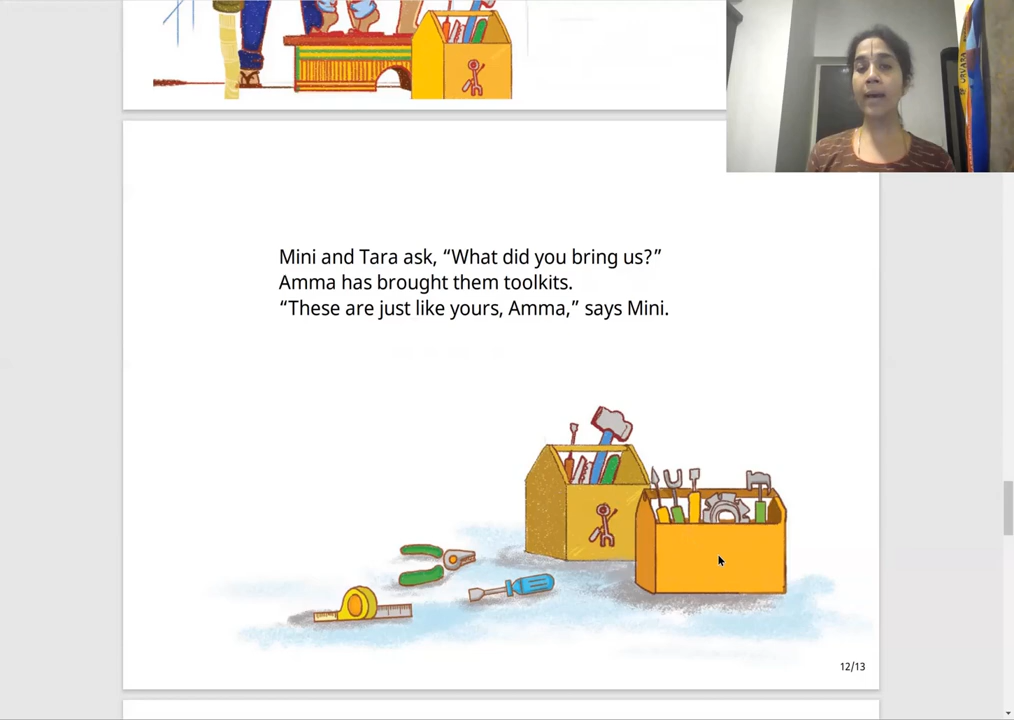 Mini and Tara ask, “What did you bring us?”
Amma has brought them toolkits.
“These are just like yours, Amma,” says Mini.
12/13